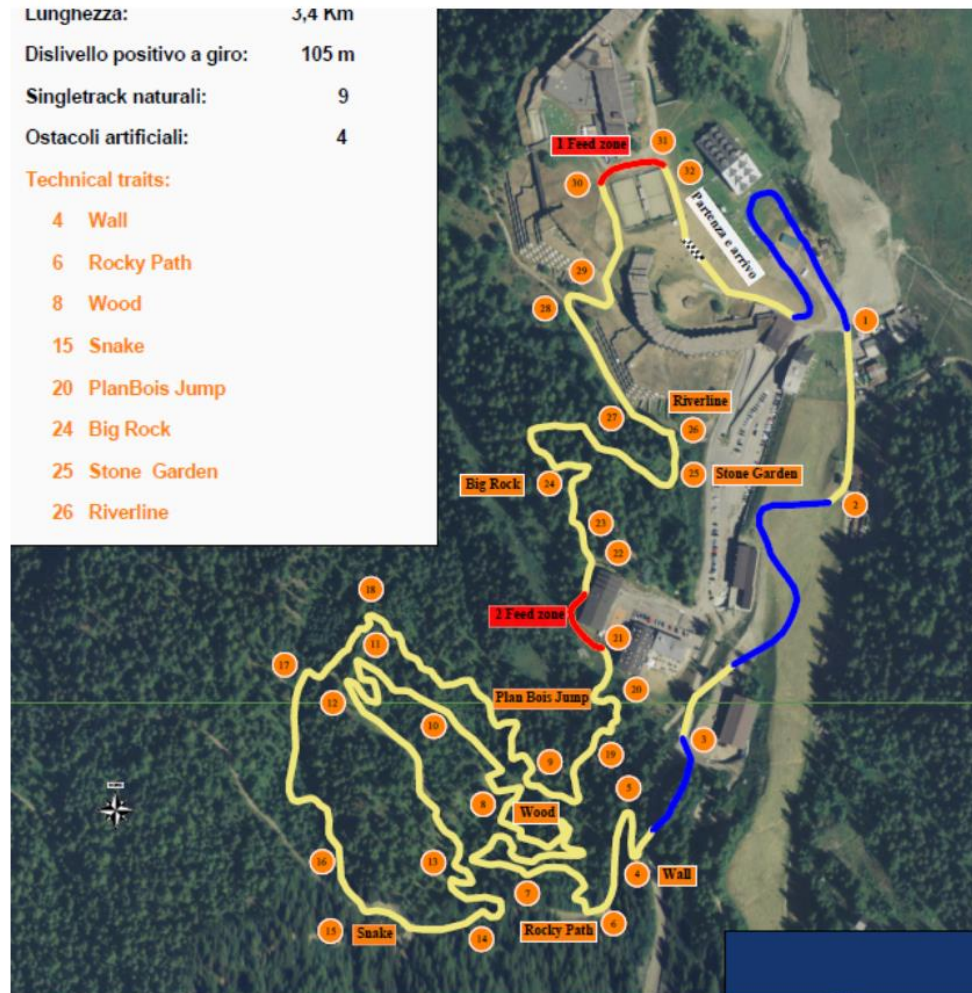 Lunghezza: 3,4 Km
Dislivello positivo a giro: 105 m
Singletrack naturali: 9
Ostacoli artificiali: 4
Technical traits:
4 Wall
6 Rocky Path
8 Wood
15 Snake
20 PlanBois Jump
24 Big Rock
25 Stone Garden
26 Riverline
1 Feed zone
31
32
30
Partenza e arrivo
29
28
1
Riverline
27
26
Big Rock
24
25
Stone Garden
2
23
22
18
2 Feed zone
21
11
17
12
Plan Bois Jump
20
10
3
19
9
5
8
Wood
16
13
4
Wall
7
15
Snake
14
Rocky Path
6